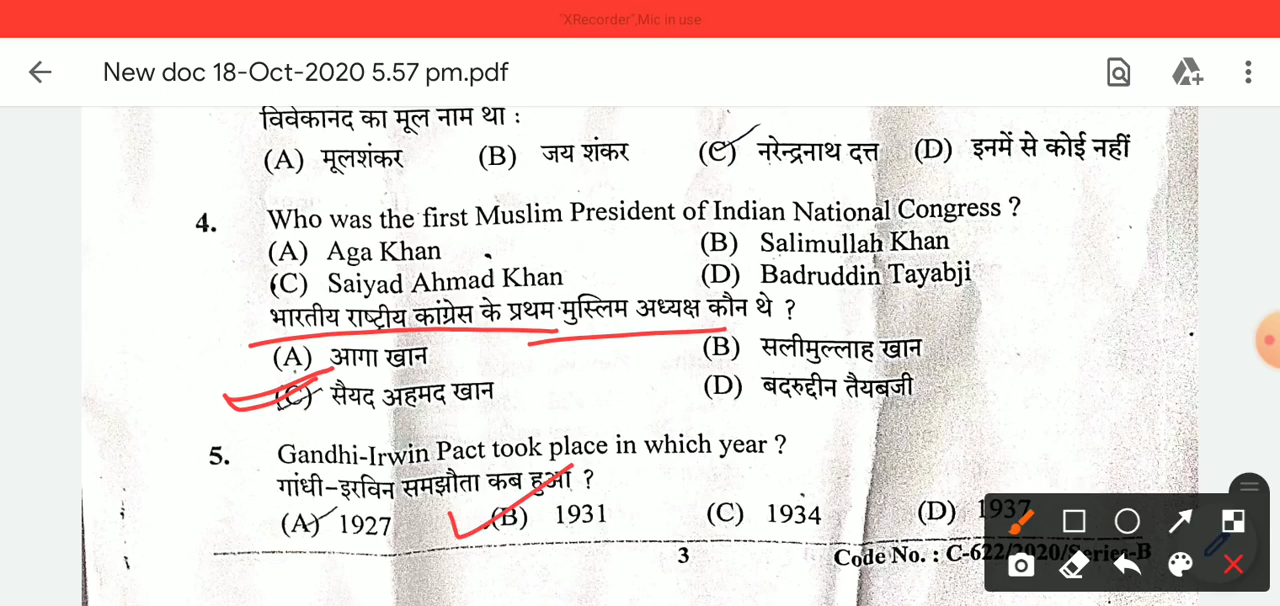 "XRecorder",Mic in use
New doc 18-Oct-2020 5.57 pm.pdf
विवेकानंद का मूल नाम था :
(A) मूलशंकर (B) जय शंकर (C) नरेन्द्रनाथ दत्त (D) इनमें से कोई नहीं
4. Who was the first Muslim President of Indian National Congress ?
(A) Aga Khan (B) Salimullah Khan
(C) Saiyad Ahmad Khan (D) Badruddin Tayabji
भारतीय राष्ट्रीय कांग्रेस के प्रथम मुस्लिम अध्यक्ष कौन थे ?
(A) आगा खान (B) सलीमुल्लाह खान
(C) सैयद अहमद खान (D) बदरुद्दीन तैयबजी
5. Gandhi-Irwin Pact took place in which year ?
गांधी-इरविन समझौता कब हुआ ?
(A) 1927 (B) 1931 (C) 1934 (D) 1937
3 Code No. : C-622/2020/Series-B